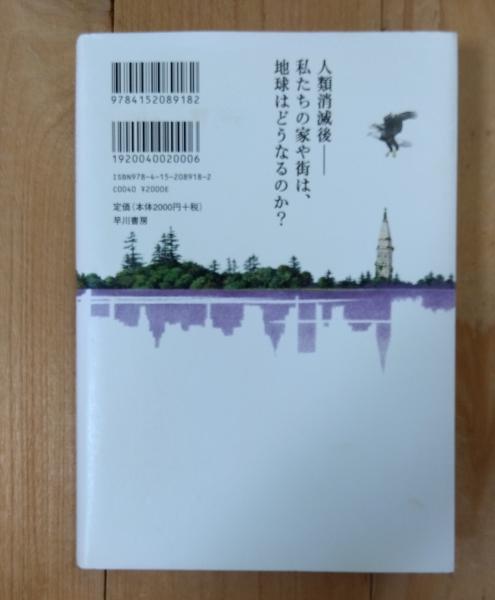 人類消滅後――
私たちの家や街は、
地球はどうなるのか？
9784152089182
1920040020006
ISBN978-4-15-208918-2
C0040 ¥2000E
定価（本体2000円＋税）
早川書房